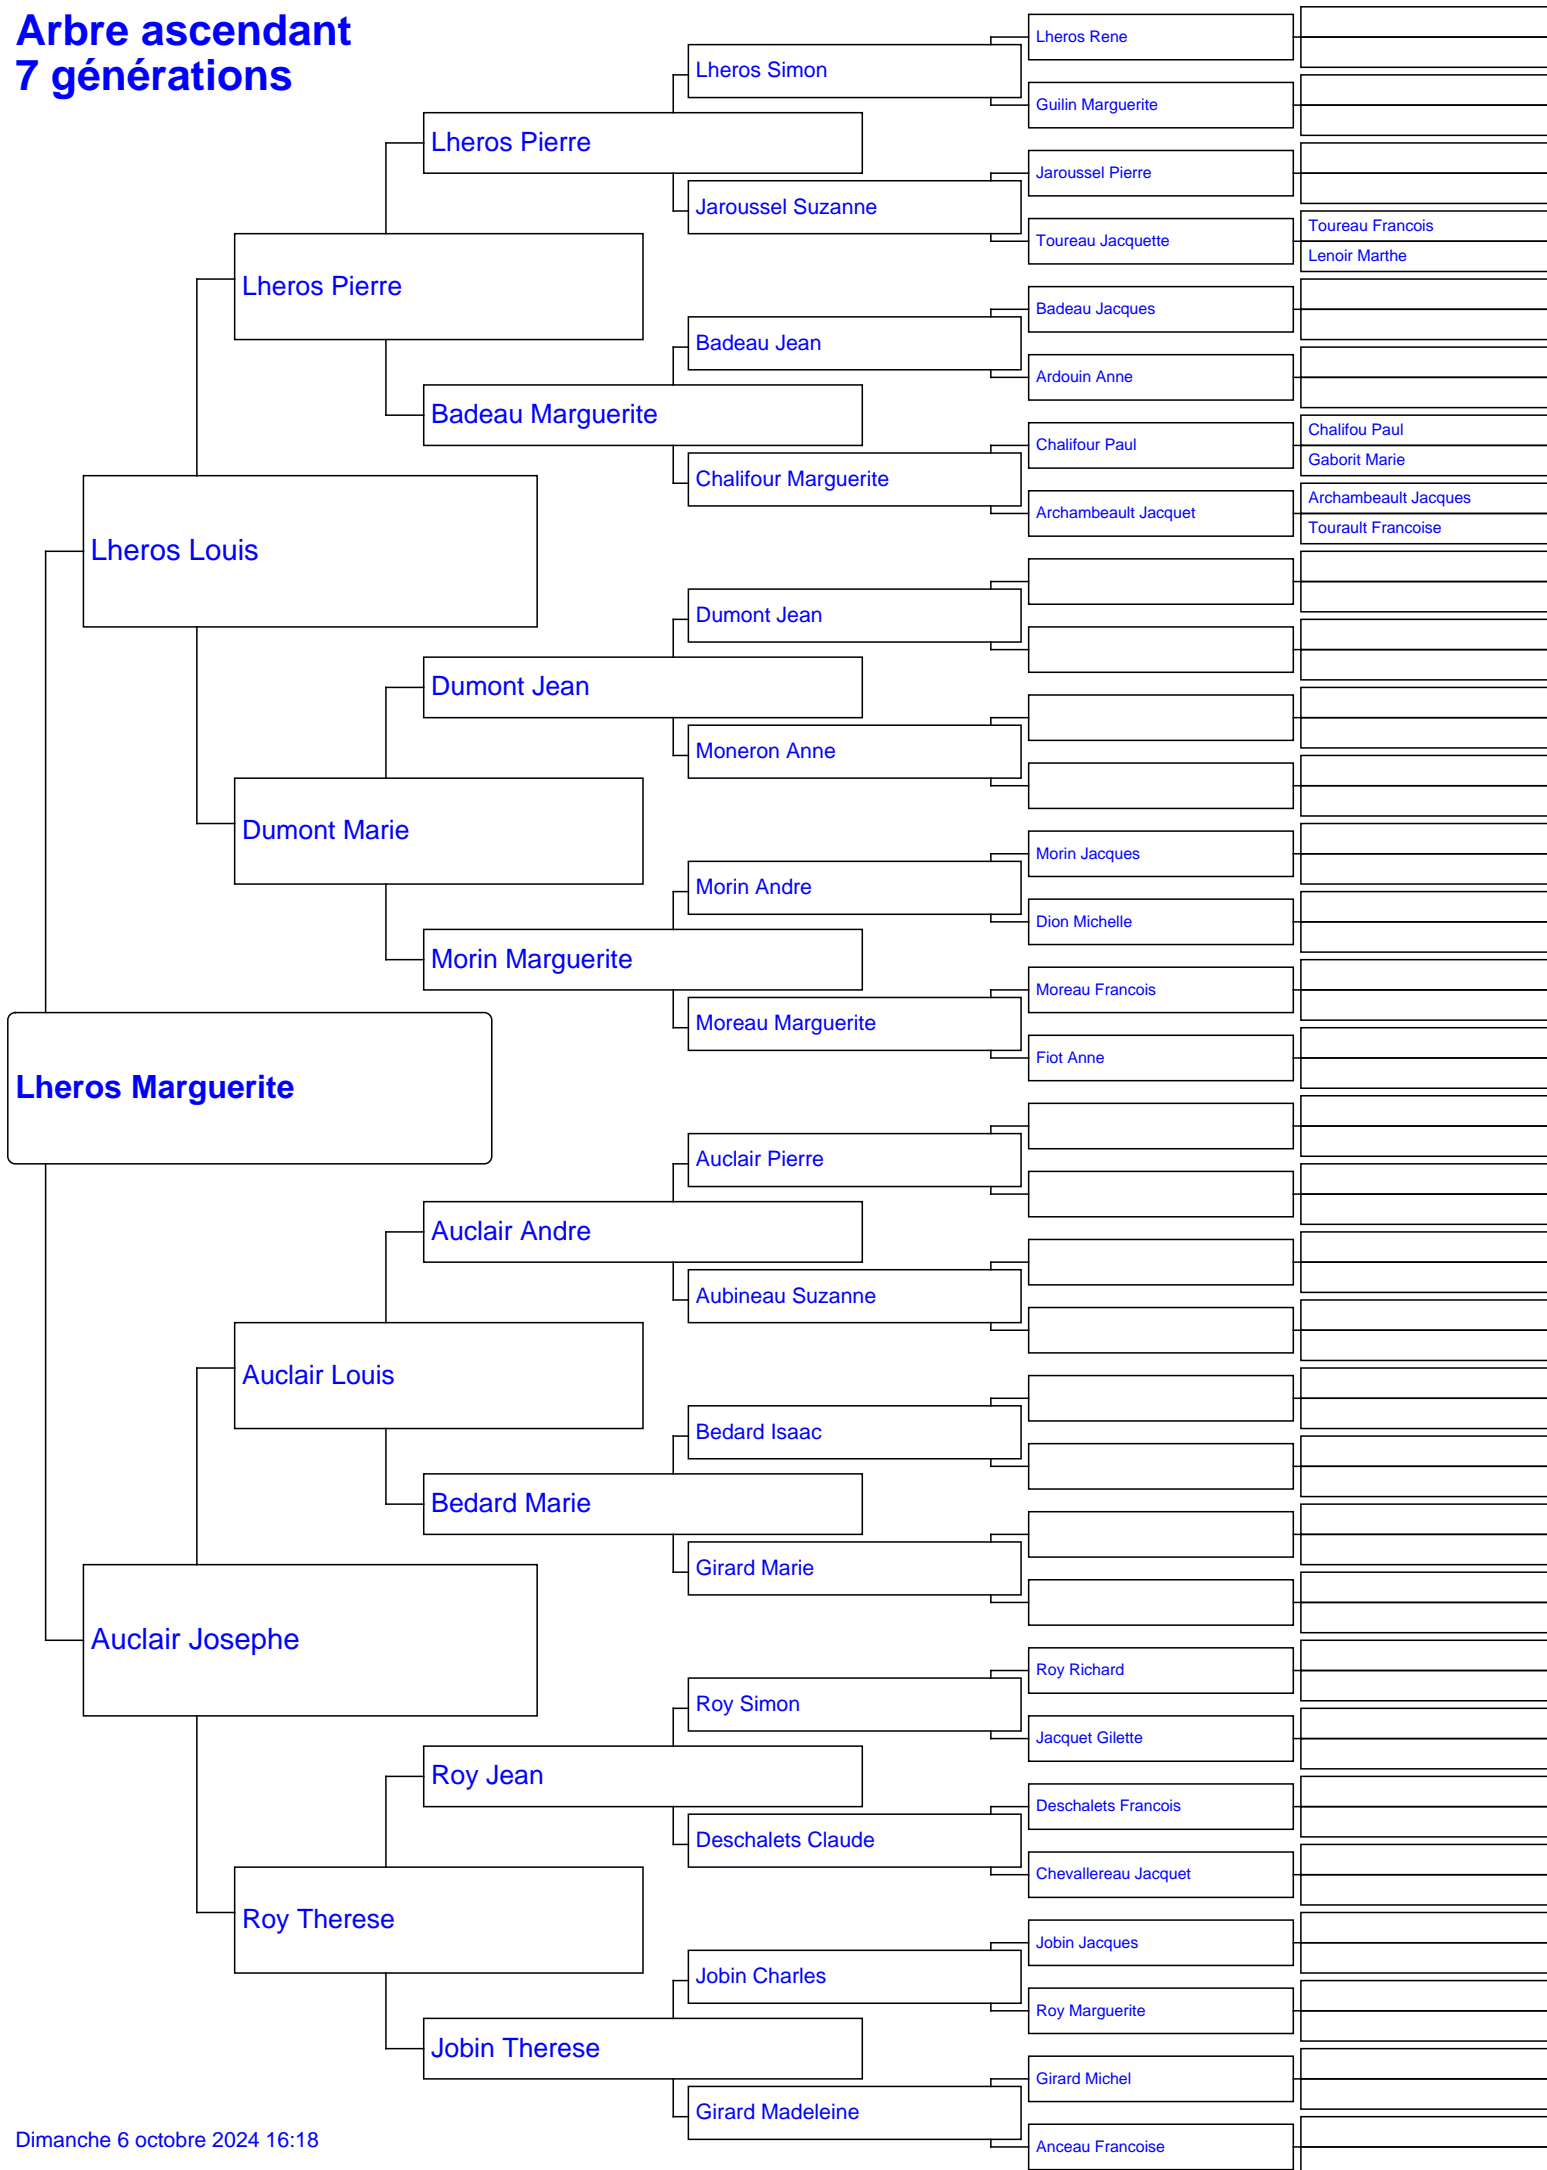 Arbre ascendant
7 générations
Lheros Marguerite
Lheros Louis
Auclair Josephe
Lheros Pierre
Dumont Marie
Auclair Louis
Roy Therese
Lheros Pierre
Badeau Marguerite
Dumont Jean
Morin Marguerite
Auclair Andre
Bedard Marie
Roy Jean
Jobin Therese
Lheros Simon
Jaroussel Suzanne
Badeau Jean
Chalifour Marguerite
Dumont Jean
Moneron Anne
Morin Andre
Moreau Marguerite
Auclair Pierre
Aubineau Suzanne
Bedard Isaac
Girard Marie
Roy Simon
Deschalets Claude
Jobin Charles
Girard Madeleine
Lheros Rene
Guilin Marguerite
Jaroussel Pierre
Toureau Jacquette
Badeau Jacques
Ardouin Anne
Chalifour Paul
Archambeault Jacquet
Morin Jacques
Dion Michelle
Moreau Francois
Fiot Anne
Roy Richard
Jacquet Gilette
Deschalets Francois
Chevallereau Jacquet
Jobin Jacques
Roy Marguerite
Girard Michel
Anceau Francoise
Toureau Francois
Lenoir Marthe
Chalifou Paul
Gaborit Marie
Archambeault Jacques
Tourault Francoise
Dimanche 6 octobre 2024 16:18